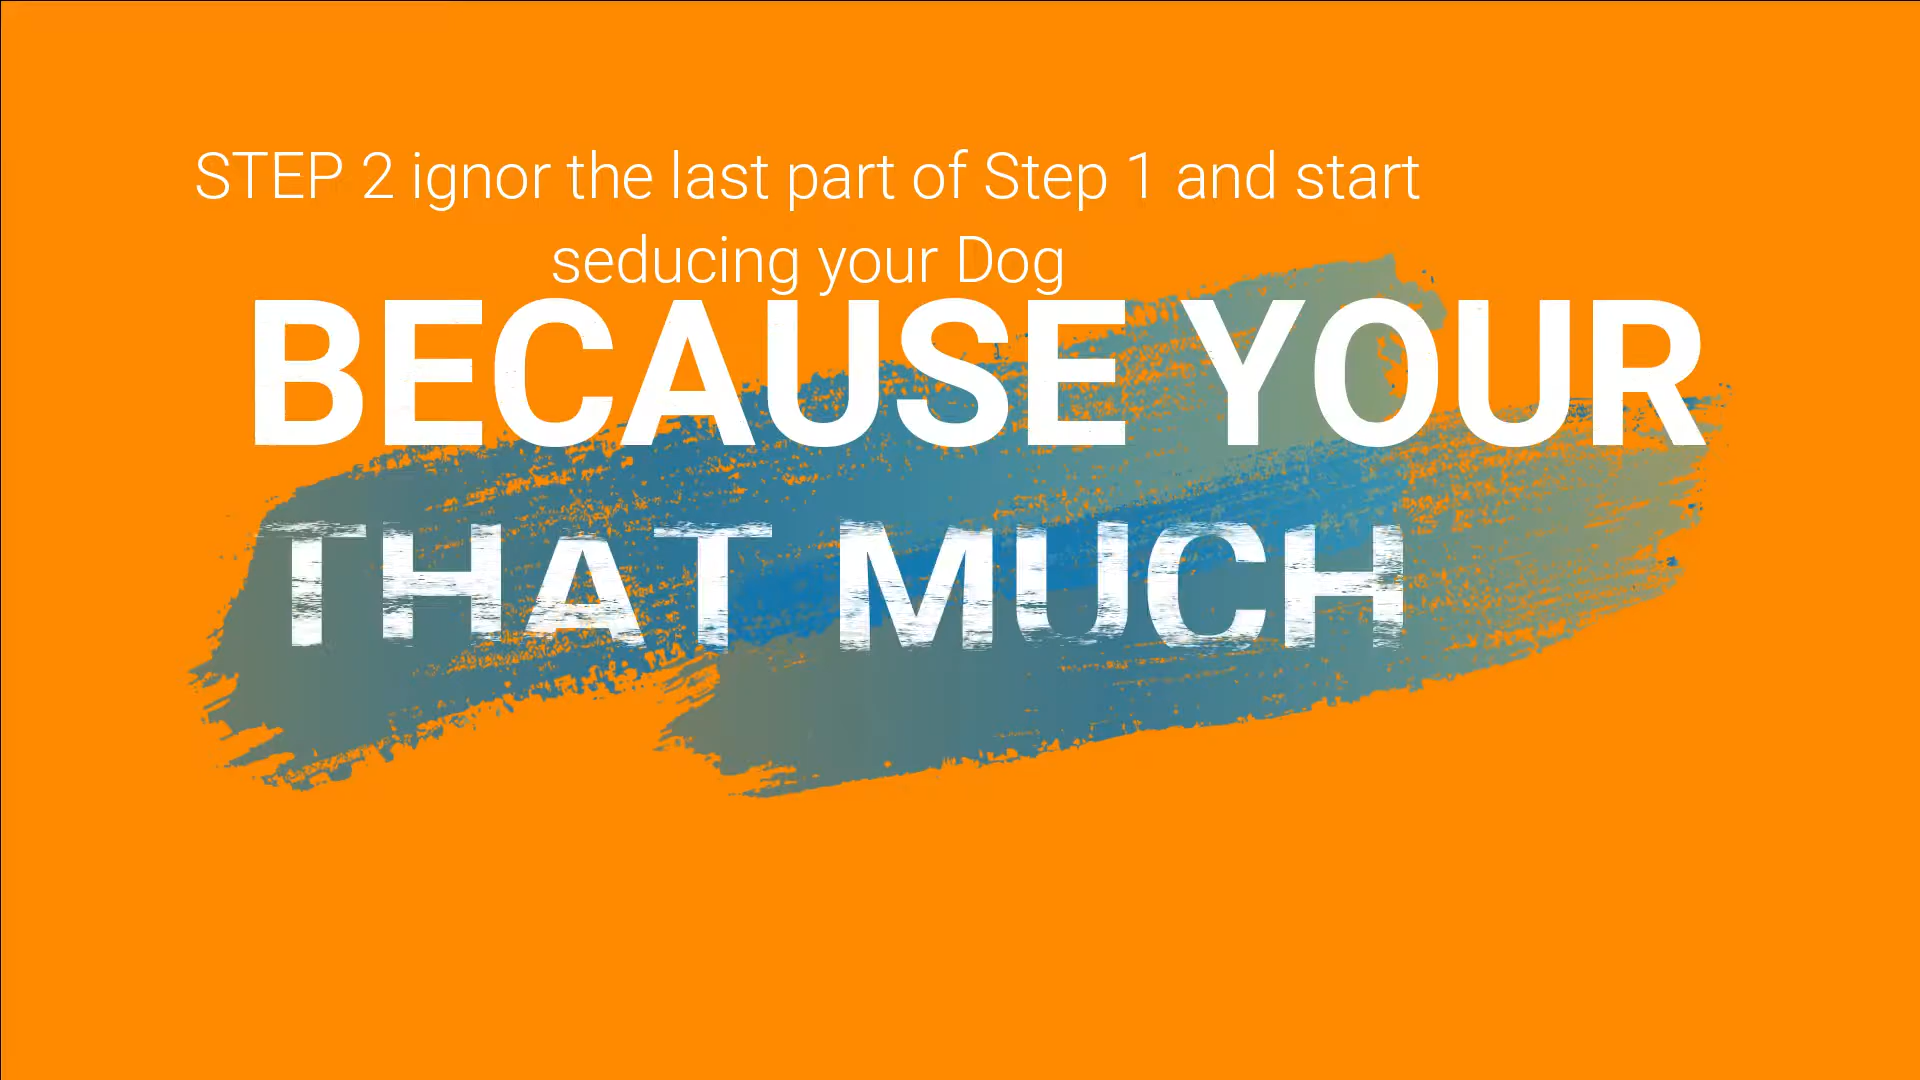 STEP 2 ignor the last part of Step 1 and start
seducing your Dog
BECAUSE YOUR
THAT MUCH